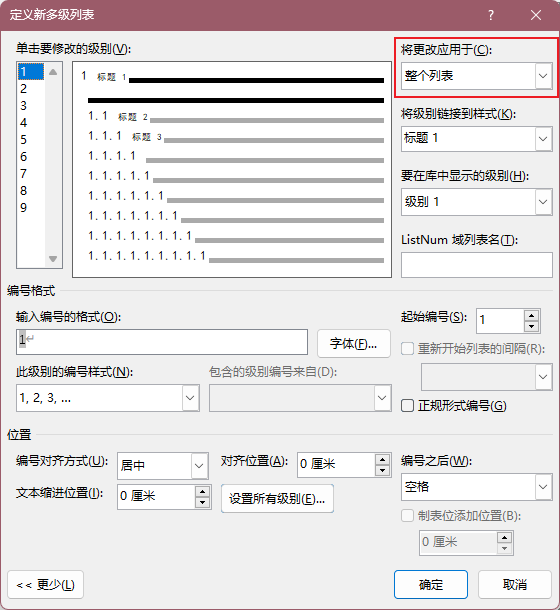 定义新多级列表
单击要修改的级别(V):
1
2
3
4
5
6
7
8
9
1 标题 1
1.1 标题 2
1.1.1 标题 3
1.1.1.1
1.1.1.1.1
1.1.1.1.1.1
1.1.1.1.1.1.1
1.1.1.1.1.1.1.1
1.1.1.1.1.1.1.1.1
将更改应用于(C):
整个列表
将级别链接到样式(K):
标题 1
要在库中显示的级别(H):
级别 1
ListNum 域列表名(T):
编号格式
输入编号的格式(O):
1↵
字体(F)...
起始编号(S): 1
重新开始列表的间隔(R):
此级别的编号样式(N):
1, 2, 3, ...
包含的级别编号来自(D):
正规形式编号(G)
位置
编号对齐方式(U): 居中
对齐位置(A): 0 厘米
文本缩进位置(I): 0 厘米
设置所有级别(E)...
编号之后(W):
空格
制表位添加位置(B):
0 厘米
<< 更少(L)
确定
取消